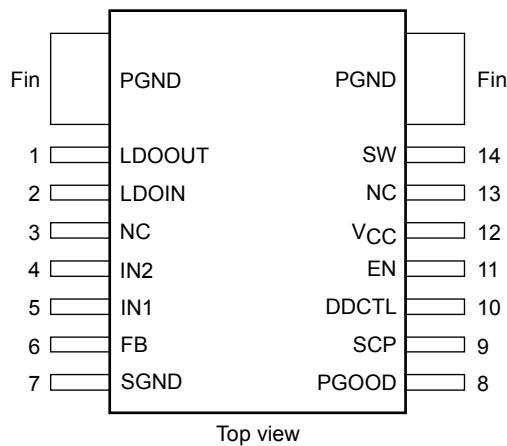 Fin PGND PGND Fin
1 LDOOUT SW 14
2 LDOIN NC 13
3 NC VCC 12
4 IN2 EN 11
5 IN1 DDCTL 10
6 FB SCP 9
7 SGND PGOOD 8
Top view